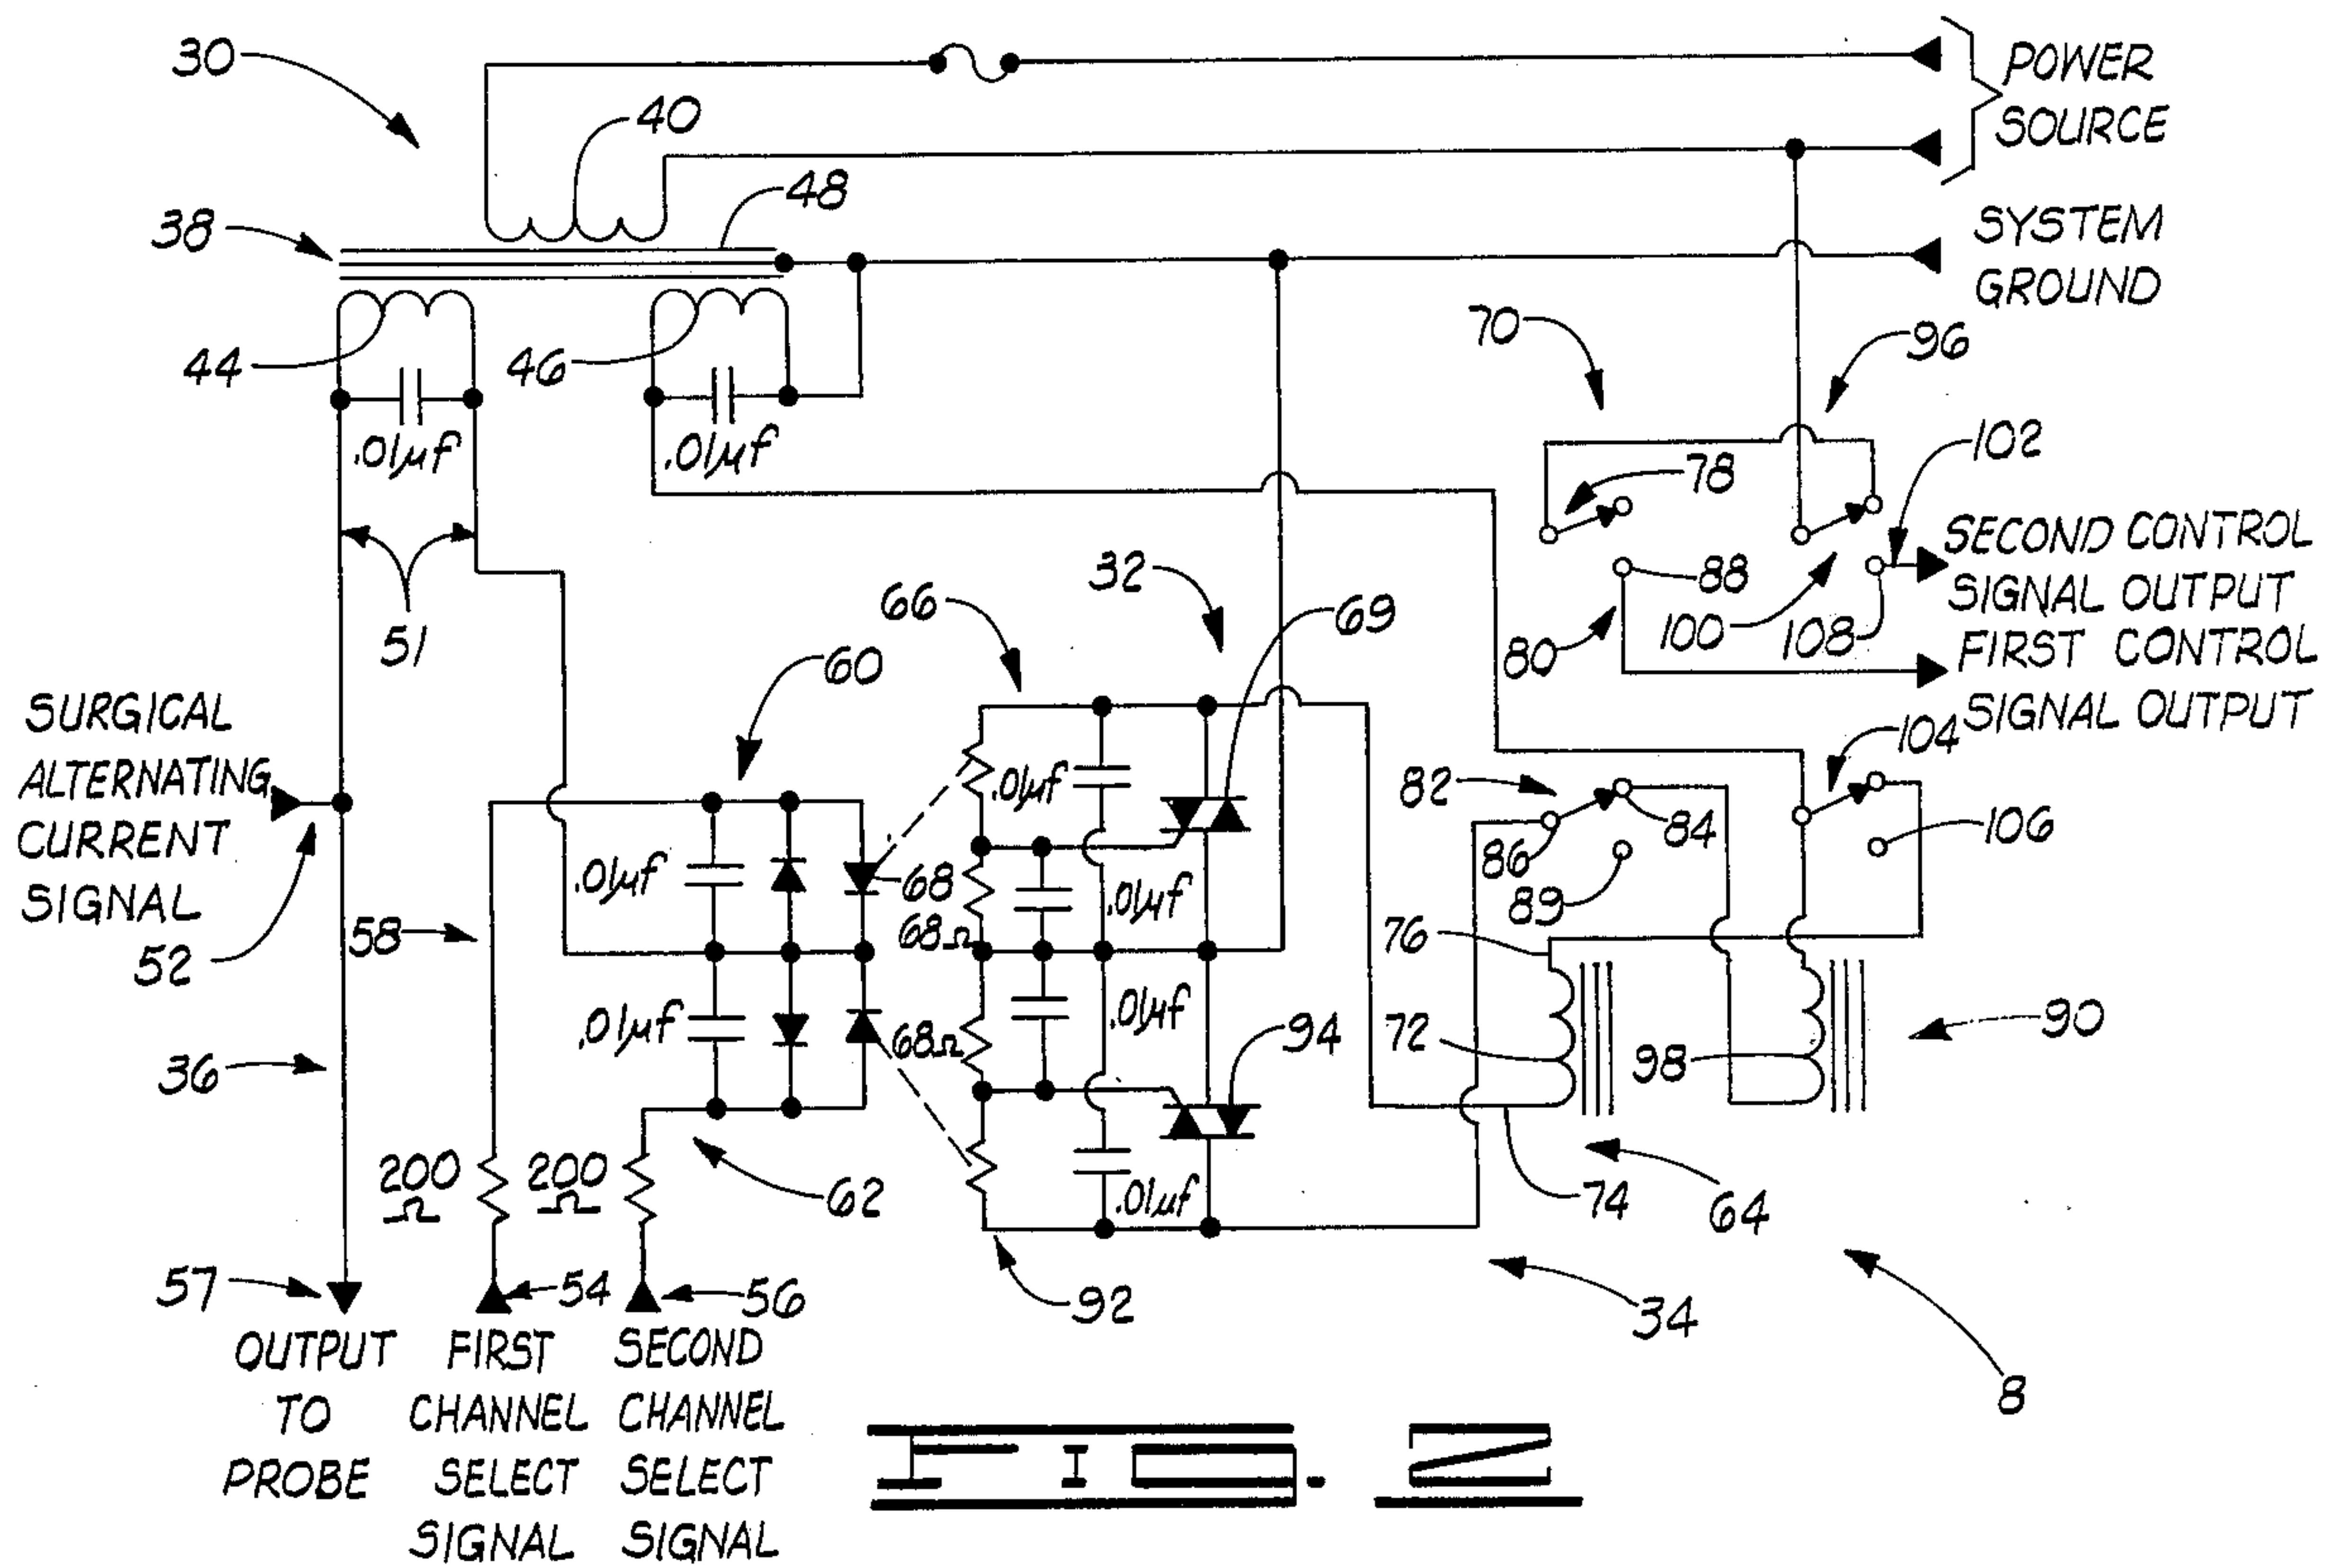 30
40
POWER
SOURCE
48
38
SYSTEM
GROUND
70
96
44
46
.01μf
.01μf
102
78
SECOND CONTROL
SIGNAL OUTPUT
88
32
66
69
100
108
51
80
FIRST CONTROL
SIGNAL OUTPUT
60
SURGICAL
ALTERNATING
CURRENT
SIGNAL
104
.01μf
82
84
106
86
.01μf
68
.01μf
89
68Ω
58
76
52
.01μf
.01μf
68Ω
94
72
98
90
36
200
Ω
200
Ω
62
.01μf
74
64
57
54
56
92
34
8
OUTPUT
TO
PROBE
FIRST
CHANNEL
SELECT
SIGNAL
SECOND
CHANNEL
SELECT
SIGNAL
FIG. 2